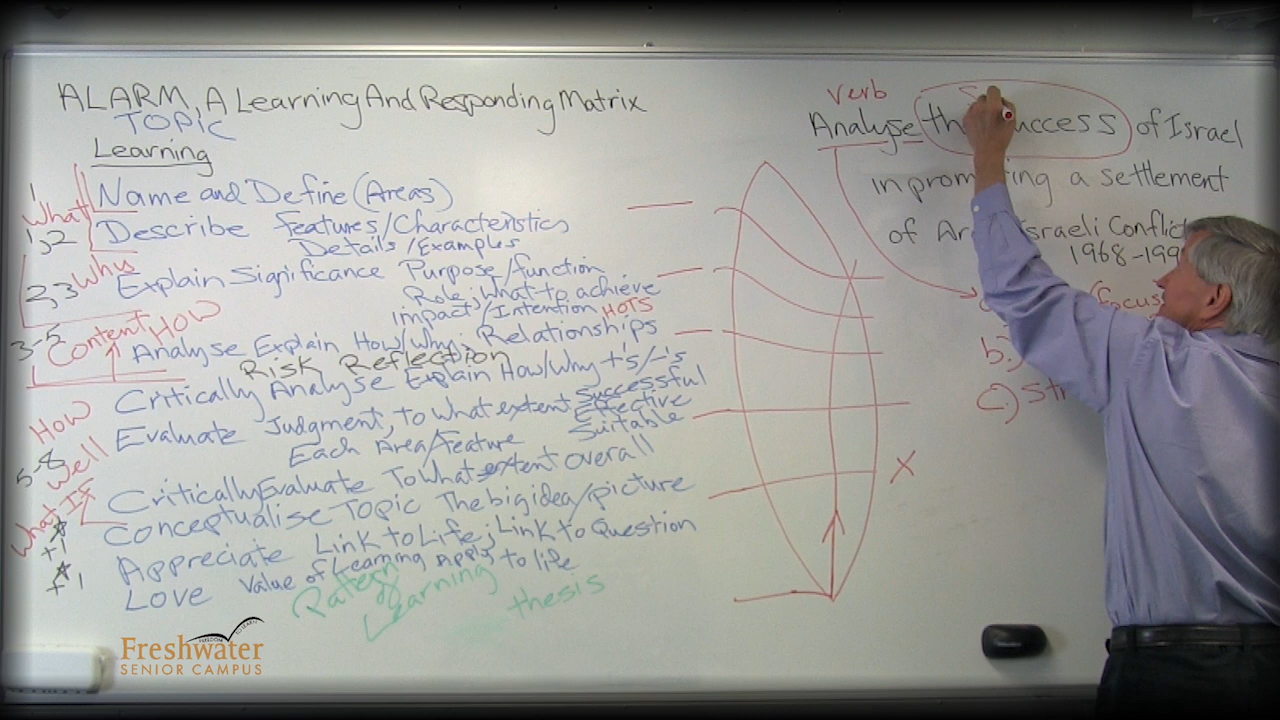 ALARM, A Learning And Responding Matrix
TOPIC
Learning
1
What
Name and Define (Areas)
1,2
Describe Features/Characteristics
Details/Examples
Why
2,3
Explain Significance Purpose/function
Role; What to achieve
impact/Intention HOTS
3-5
Content HOW
Analyse Explain How/Why; Relationships
Risk Reflection
Critically Analyse Explain How/Why +'s/-'s
How
Well
5-8
Evaluate Judgment, to what extent successful
Effective
Suitable
Each Area/feature
Critically Evaluate To What extent overall
What If
Conceptualise TOPIC The big idea/picture
+1
Appreciate Link to Life; Link to Question
+1
Love Value of Learning Apply to life
Patern of
Learning
thesis
X
verb
Analyse the success of Israel
in promoting a settlement
of Israeli Conflict
1968-199
(focus
b)
c) St
Freshwater
SENIOR CAMPUS